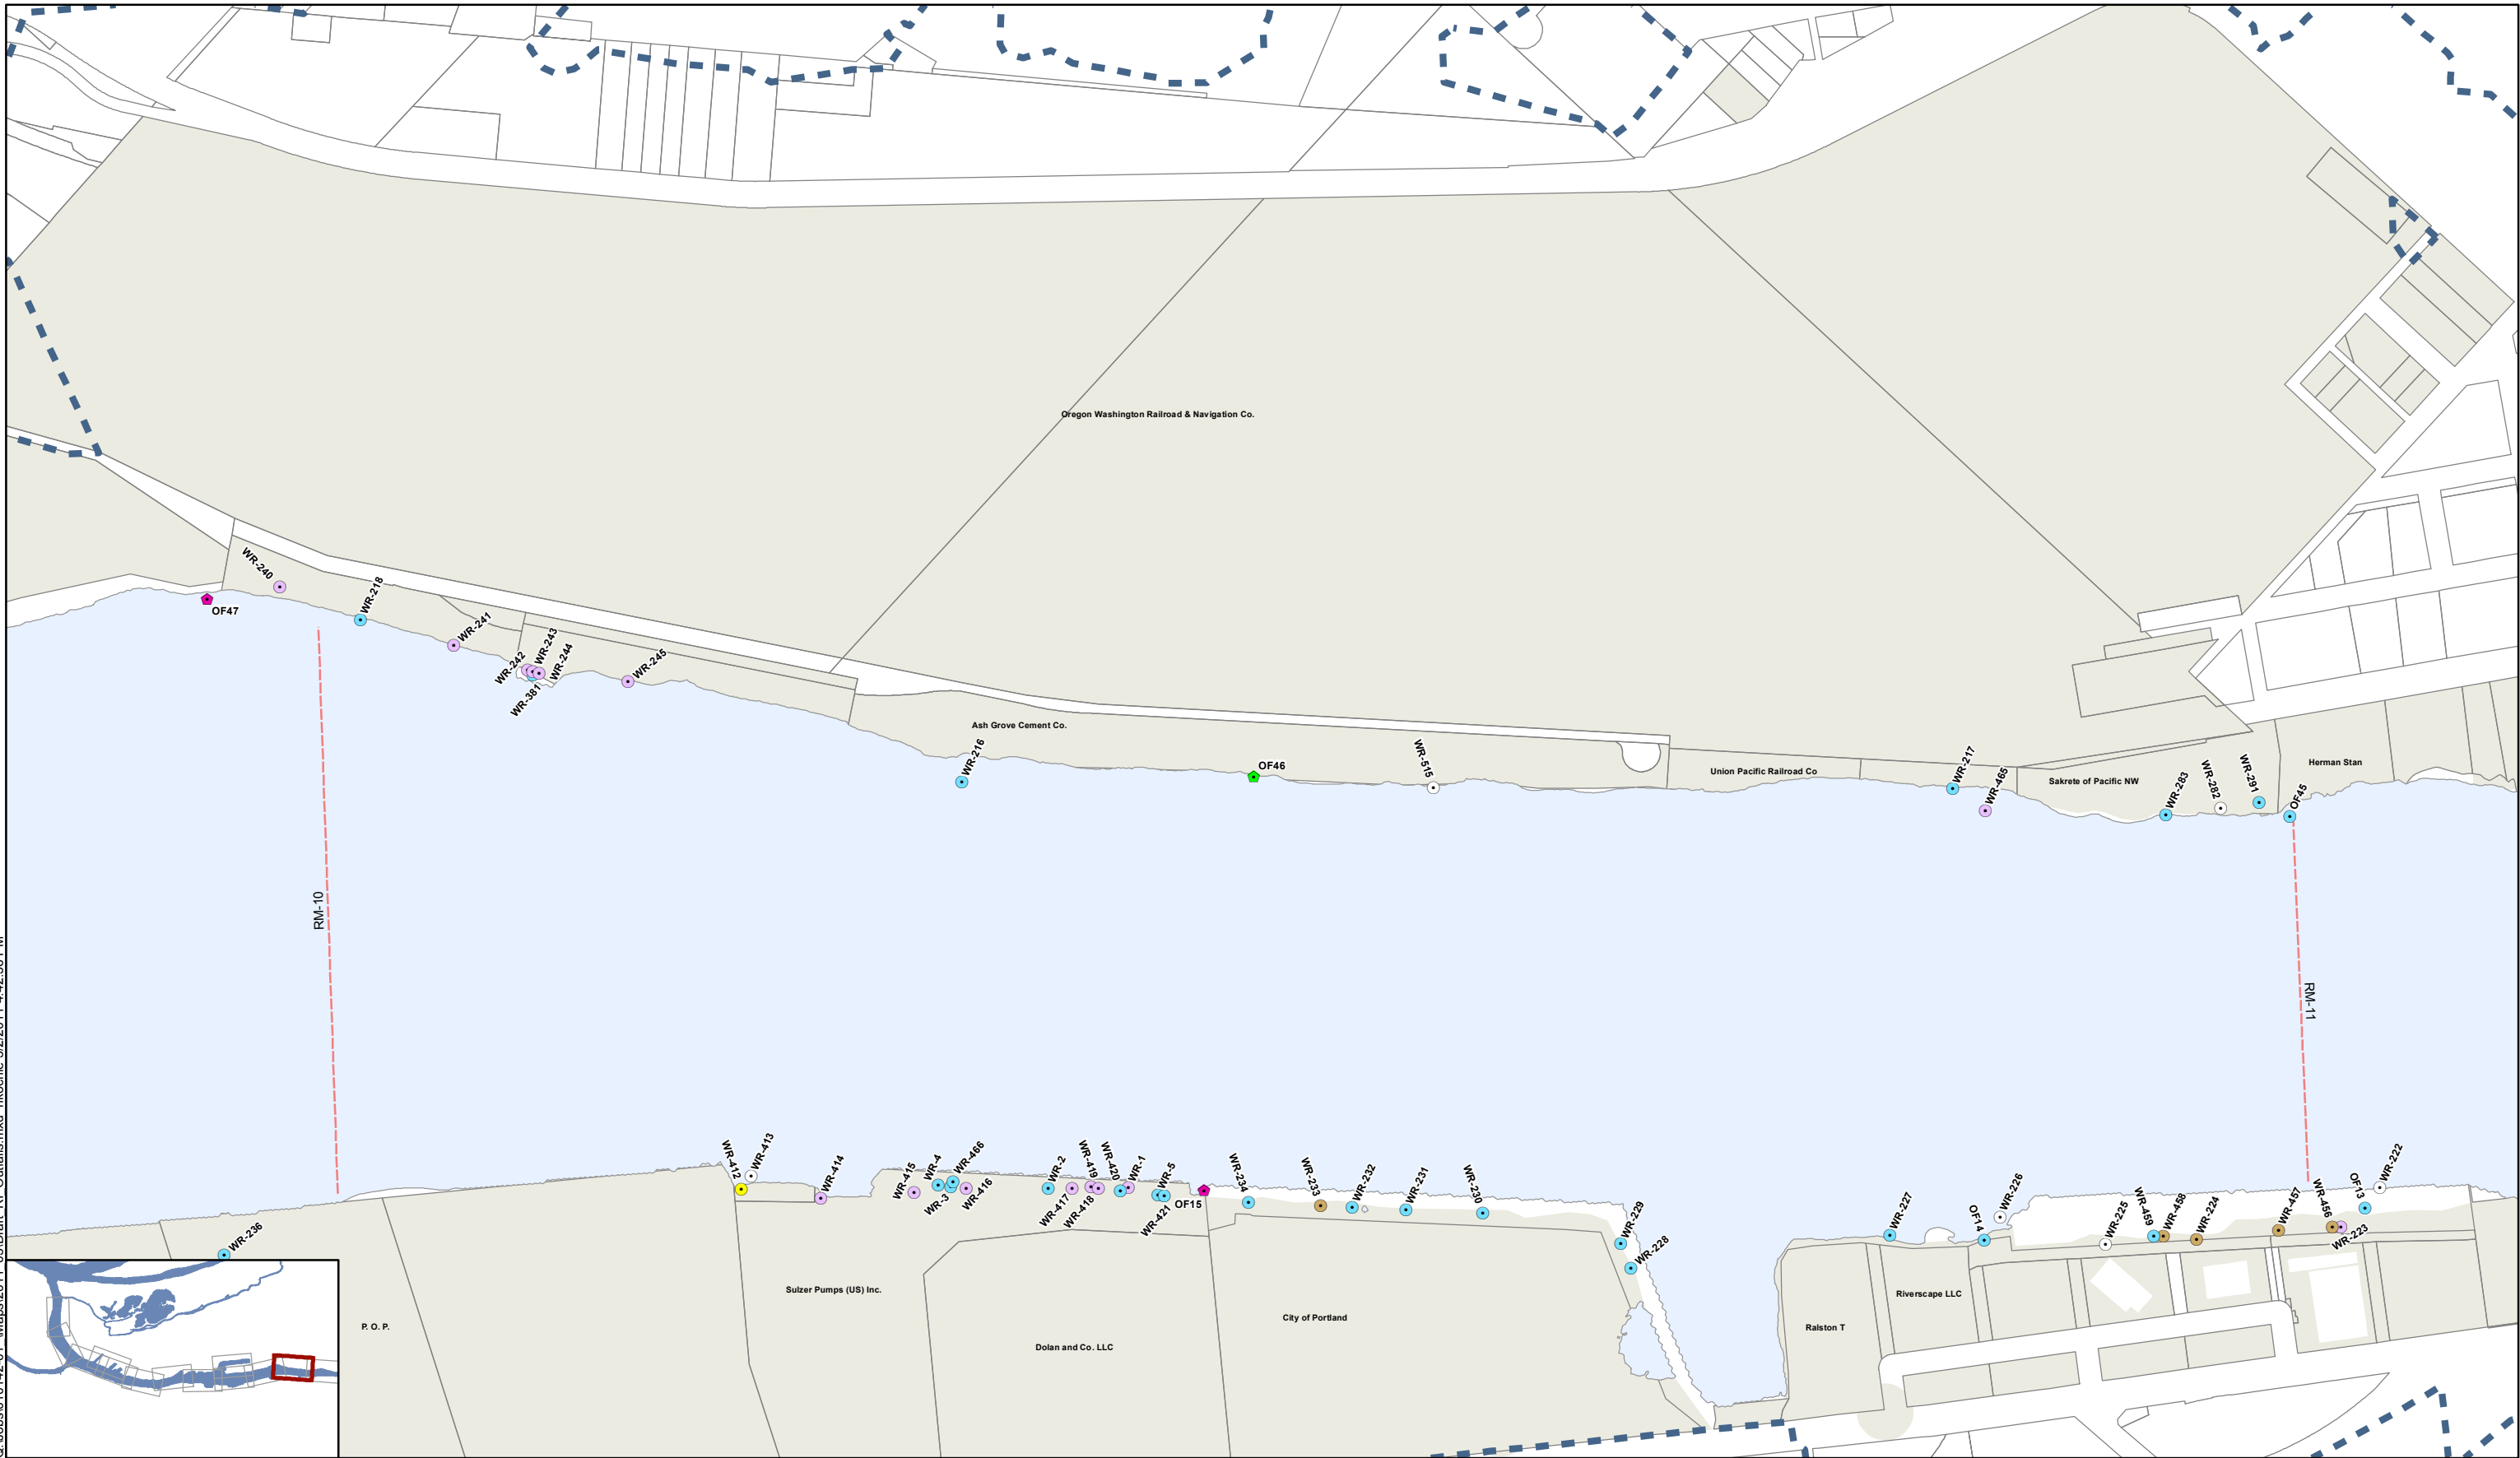 Oregon Washington Railroad & Navigation Co.
WR-240
OF47
WR-218
WR-241
WR-242
WR-243
WR-244
WR-381
WR-245
Ash Grove Cement Co.
WR-216
OF46
WR-515
Union Pacific Railroad Co
WR-217
WR-465
Sakrete of Pacific NW
WR-283
WR-282
WR-291
OF45
Herman Stan
RM-10
RM-11
WR-412
WR-413
WR-414
WR-415
WR-4
WR-3
WR-466
WR-416
WR-2
WR-417
WR-418
WR-419
WR-420
WR-1
WR-421
WR-5
OF15
WR-234
WR-233
WR-232
WR-231
WR-230
WR-229
WR-228
WR-227
OF14
WR-226
WR-225
WR-459
WR-458
WR-224
WR-457
WR-456
WR-223
OF13
WR-222
WR-236
P. O. P.
Sulzer Pumps (US) Inc.
Dolan and Co. LLC
City of Portland
Ralston T
Riverscape LLC